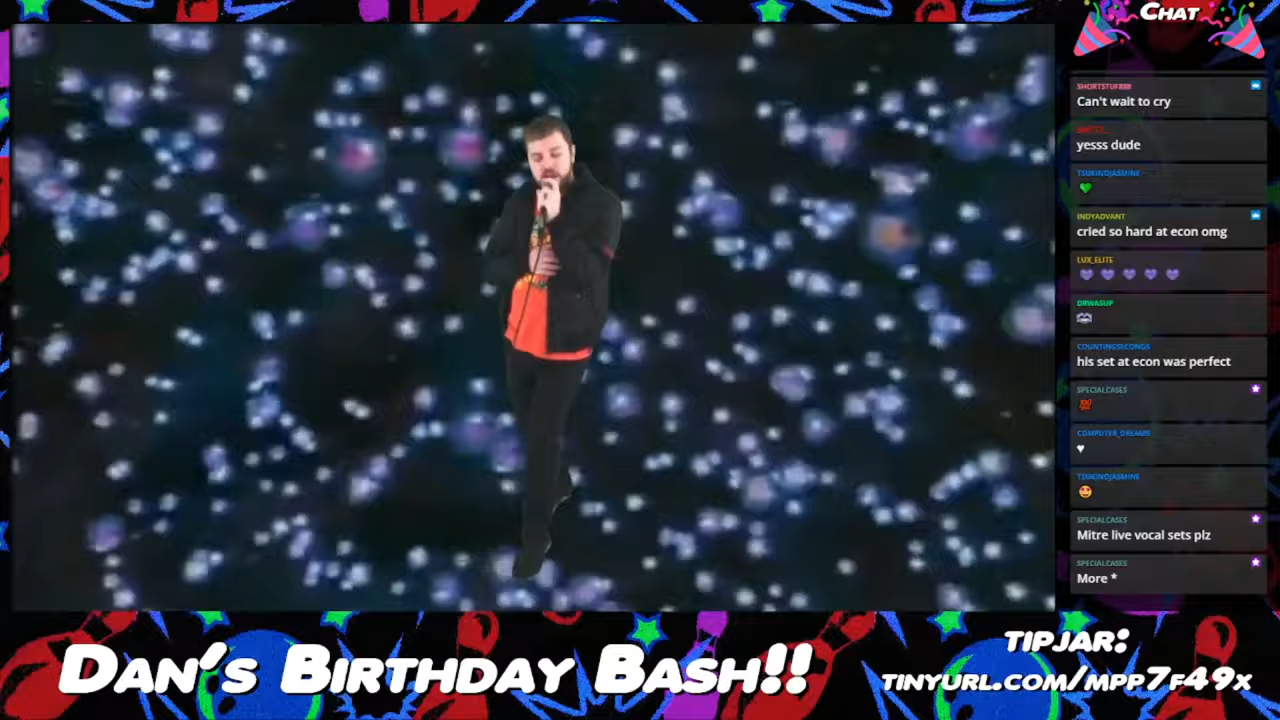 CHAT
SHORTSTUF888
Can't wait to cry
yesss dude
TSUKINOJASMINE
INDYADVANT
cried so hard at econ omg
LUX_ELITE
DRWASUP
COUNTINGSECONDS
his set at econ was perfect
SPECIALCASES
COMPUTER_DREAMS
TSUKINOJASMINE
SPECIALCASES
Mitre live vocal sets plz
SPECIALCASES
More *
DAN'S BIRTHDAY BASH!!
TIPJAR:
TINYURL.COM/MPP7F49X